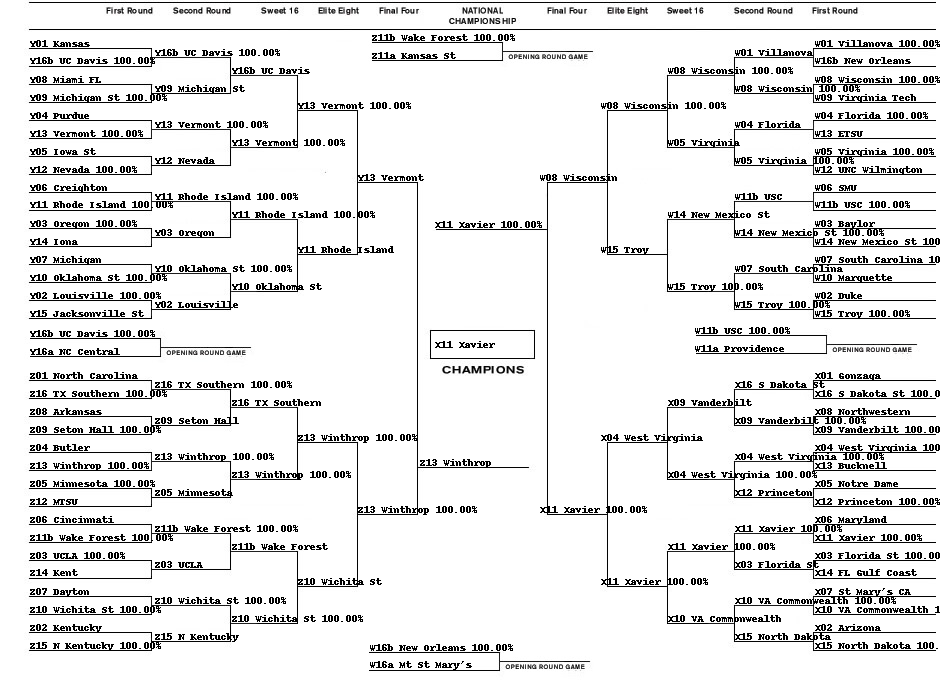 First Round Second Round Sweet 16 Elite Eight Final Four NATIONAL CHAMPIONSHIP Final Four Elite Eight Sweet 16 Second Round First Round
Z11b Wake Forest 100.00%
Z11a Kansas St
OPENING ROUND GAME
Y01 Kansas
Y16b UC Davis 100.00%
Y08 Miami FL
Y09 Michigan St 100.00%
Y04 Purdue
Y13 Vermont 100.00%
Y05 Iowa St
Y12 Nevada 100.00%
Y06 Creighton
Y11 Rhode Island 100.00%
Y03 Oregon 100.00%
Y14 Iona
Y07 Michigan
Y10 Oklahoma St 100.00%
Y02 Louisville 100.00%
Y15 Jacksonville St
Y16b UC Davis 100.00%
Y09 Michigan St
Y13 Vermont 100.00%
Y12 Nevada
Y11 Rhode Island 100.00%
Y03 Oregon
Y10 Oklahoma St 100.00%
Y02 Louisville
Y16b UC Davis
Y13 Vermont 100.00%
Y11 Rhode Island 100.00%
Y10 Oklahoma St
Y13 Vermont 100.00%
Y11 Rhode Island
Y13 Vermont
Y16b UC Davis 100.00%
Y16a NC Central
OPENING ROUND GAME
Z01 North Carolina
Z16 TX Southern 100.00%
Z08 Arkansas
Z09 Seton Hall 100.00%
Z04 Butler
Z13 Winthrop 100.00%
Z05 Minnesota 100.00%
Z12 MTSU
Z06 Cincinnati
Z11b Wake Forest 100.00%
Z03 UCLA 100.00%
Z14 Kent
Z07 Dayton
Z10 Wichita St 100.00%
Z02 Kentucky
Z15 N Kentucky 100.00%
Z16 TX Southern 100.00%
Z09 Seton Hall
Z13 Winthrop 100.00%
Z05 Minnesota
Z11b Wake Forest 100.00%
Z03 UCLA
Z10 Wichita St 100.00%
Z15 N Kentucky
Z16 TX Southern
Z13 Winthrop 100.00%
Z11b Wake Forest
Z10 Wichita St 100.00%
Z13 Winthrop 100.00%
Z10 Wichita St
Z13 Winthrop 100.00%
X11 Xavier 100.00%
X11 Xavier
CHAMPIONS
Z13 Winthrop
W16b New Orleans 100.00%
W16a Mt St Mary's
OPENING ROUND GAME
W08 Wisconsin
W08 Wisconsin 100.00%
W15 Troy
W08 Wisconsin 100.00%
W05 Virginia
W14 New Mexico St
W15 Troy 100.00%
W01 Villanova
W08 Wisconsin 100.00%
W04 Florida
W05 Virginia 100.00%
W11b USC
W14 New Mexico St 100.00%
W07 South Carolina
W15 Troy 100.00%
W01 Villanova 100.00%
W16b New Orleans
W08 Wisconsin 100.00%
W09 Virginia Tech
W04 Florida 100.00%
W13 ETSU
W05 Virginia 100.00%
W12 UNC Wilmington
W06 SMU
W11b USC 100.00%
W03 Baylor
W14 New Mexico St 100
W07 South Carolina 10
W10 Marquette
W02 Duke
W15 Troy 100.00%
W11b USC 100.00%
W11a Providence
OPENING ROUND GAME
X11 Xavier 100.00%
X04 West Virginia
X11 Xavier 100.00%
X09 Vanderbilt
X04 West Virginia 100.00%
X11 Xavier 100.00%
X10 VA Commonwealth
X16 S Dakota St
X09 Vanderbilt 100.00%
X04 West Virginia 100.00%
X12 Princeton
X11 Xavier 100.00%
X03 Florida St
X10 VA Commonwealth 100.00%
X15 North Dakota
X01 Gonzaga
X16 S Dakota St 100.0
X08 Northwestern
X09 Vanderbilt 100.00
X04 West Virginia 100
X13 Bucknell
X05 Notre Dame
X12 Princeton 100.00%
X06 Maryland
X11 Xavier 100.00%
X03 Florida St 100.00
X14 FL Gulf Coast
X07 St Mary's CA
X10 VA Commonwealth 1
X02 Arizona
X15 North Dakota 100.